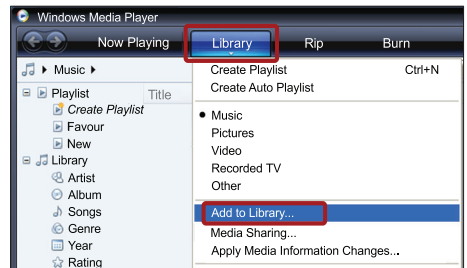 Windows Media Player
Now Playing Library Rip Burn
Music
Playlist Title
Create Playlist
Favour
New
Library
Artist
Album
Songs
Genre
Year
Rating
Create Playlist Ctrl+N
Create Auto Playlist
Music
Pictures
Video
Recorded TV
Other
Add to Library...
Media Sharing...
Apply Media Information Changes...